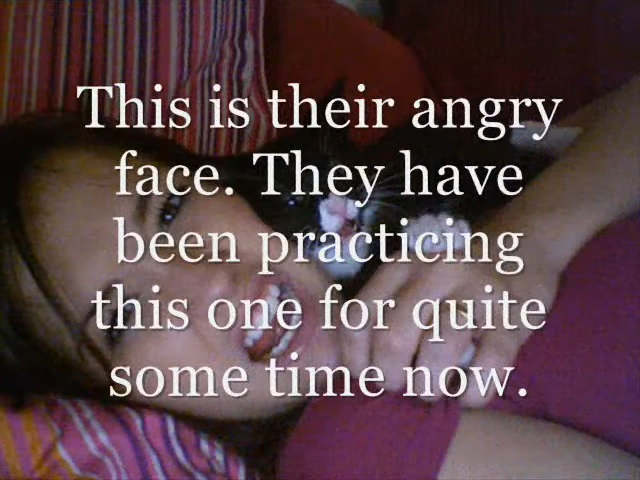 This is their angry
face. They have
been practicing
this one for quite
some time now.